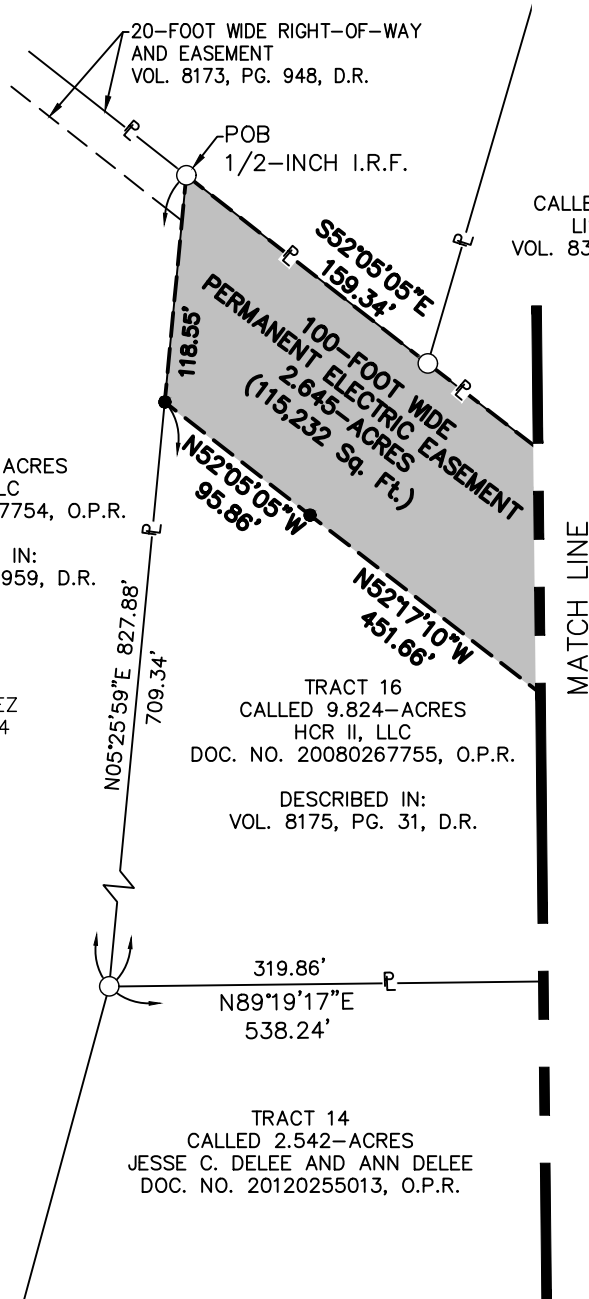 20-FOOT WIDE RIGHT-OF-WAY
AND EASEMENT
VOL. 8173, PG. 948, D.R.
POB
1/2-INCH I.R.F.
CALLE
LI
VOL. 83
S52°05'05"E
159.34'
100-FOOT WIDE
PERMANENT ELECTRIC EASEMENT
2.645-ACRES
(115,232 Sq. Ft.)
118.55'
N52°05'05"W
95.86'
N52°17'10"W
451.66'
MATCH LINE
ACRES
LC
7754, O.P.R.
IN:
959, D.R.
EZ
4
N05°25'59"E 827.88'
709.34'
TRACT 16
CALLED 9.824-ACRES
HCR II, LLC
DOC. NO. 20080267755, O.P.R.
DESCRIBED IN:
VOL. 8175, PG. 31, D.R.
319.86'
N89°19'17"E
538.24'
TRACT 14
CALLED 2.542-ACRES
JESSE C. DELEE AND ANN DELEE
DOC. NO. 20120255013, O.P.R.